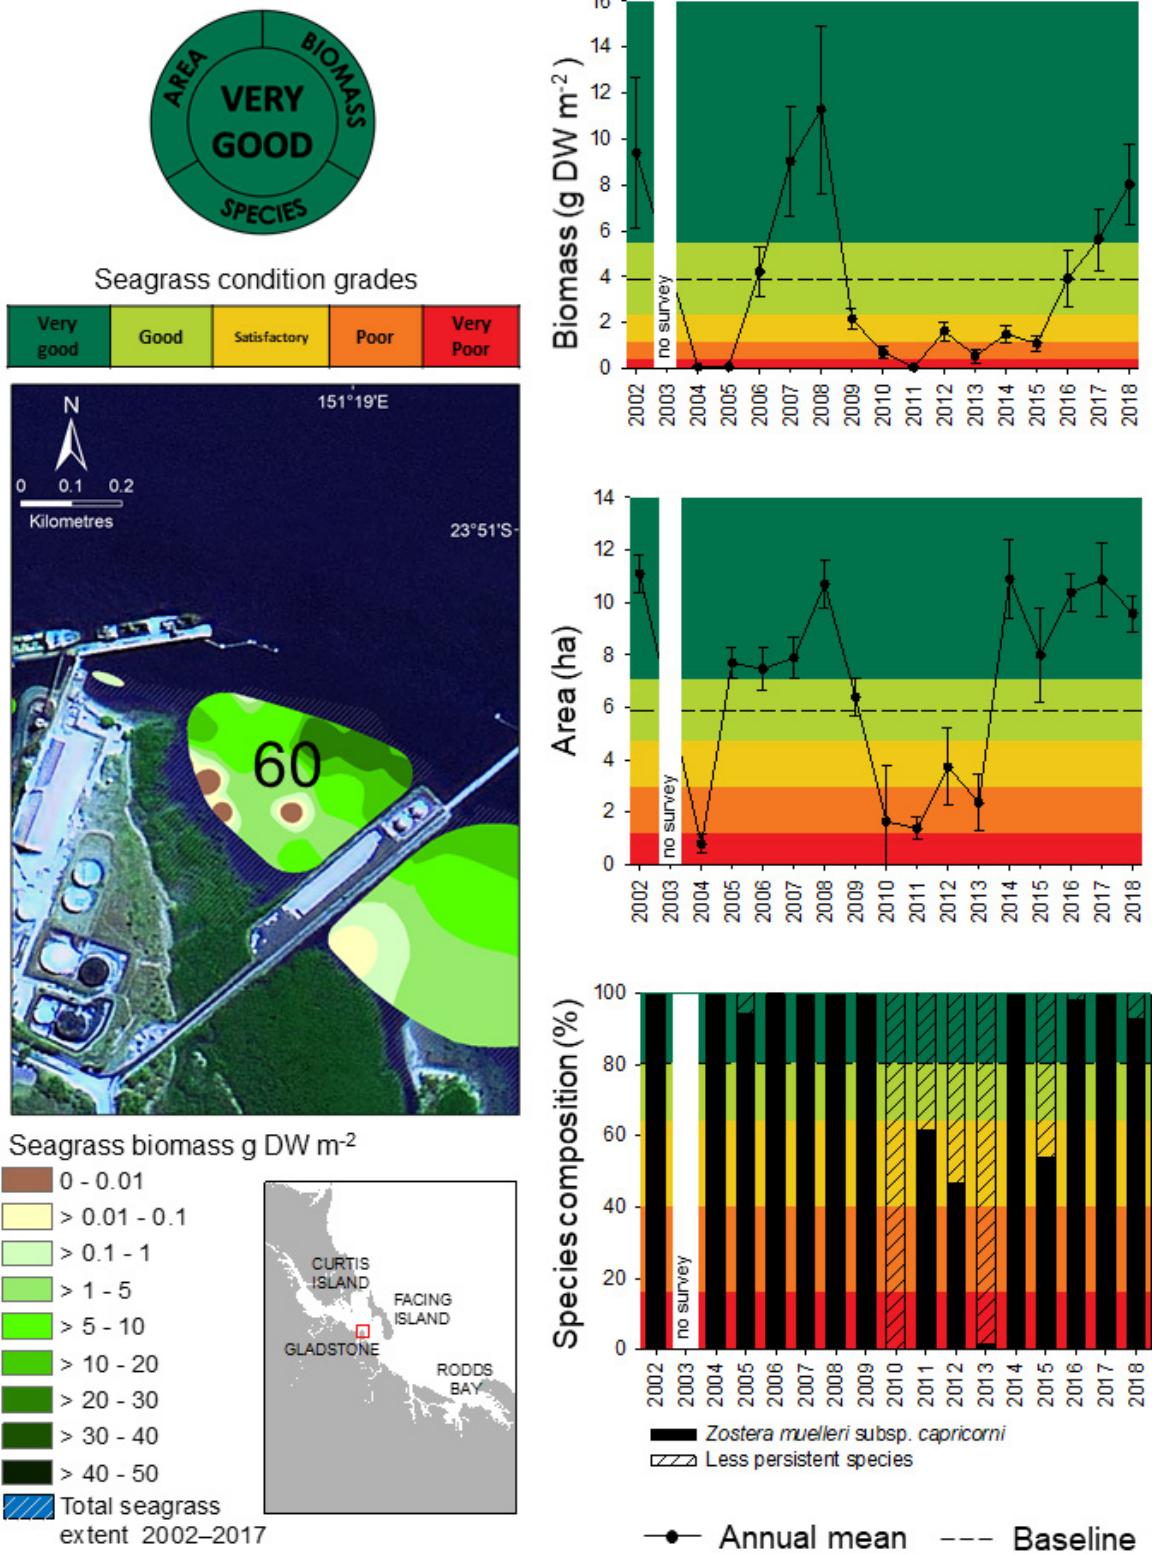 AREA
BIOMASS
VERY
GOOD
SPECIES
Seagrass condition grades
Very
good
Good
Satisfactory
Poor
Very
Poor
N
151°19'E
0 0.1 0.2
Kilometres
23°51'S
60
Seagrass biomass g DW m-2
0 - 0.01
> 0.01 - 0.1
> 0.1 - 1
> 1 - 5
> 5 - 10
> 10 - 20
> 20 - 30
> 30 - 40
> 40 - 50
Total seagrass
extent 2002–2017
CURTIS
ISLAND
FACING
ISLAND
GLADSTONE
RODDS
BAY
Biomass (g DW m-2)
16
14
12
10
8
6
4
2
0
no survey
2002 2003 2004 2005 2006 2007 2008 2009 2010 2011 2012 2013 2014 2015 2016 2017 2018
Area (ha)
14
12
10
8
6
4
2
0
no survey
2002 2003 2004 2005 2006 2007 2008 2009 2010 2011 2012 2013 2014 2015 2016 2017 2018
Species composition (%)
100
80
60
40
20
0
no survey
2002 2003 2004 2005 2006 2007 2008 2009 2010 2011 2012 2013 2014 2015 2016 2017 2018
Zostera muelleri subsp. capricorni
Less persistent species
Annual mean
Baseline